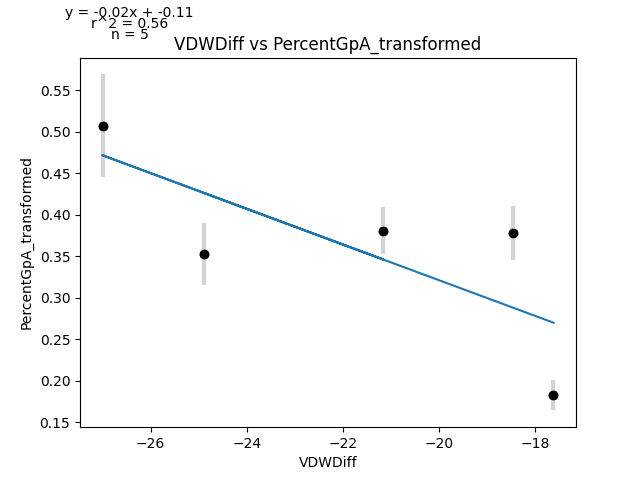 y = -0.02x + -0.11
r^2 = 0.56
n = 5
VDWDiff vs PercentGpA_transformed
PercentGpA_transformed
0.55
0.50
0.45
0.40
0.35
0.30
0.25
0.20
0.15
−26
−24
−22
−20
−18
VDWDiff